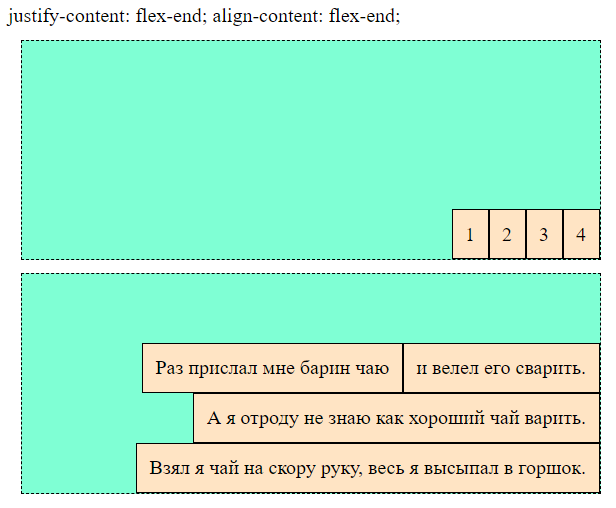 justify-content: flex-end; align-content: flex-end;
1 2 3 4
Раз прислал мне барин чаю и велел его сварить.
А я отроду не знаю как хороший чай варить.
Взял я чай на скору руку, весь я высыпал в горшок.